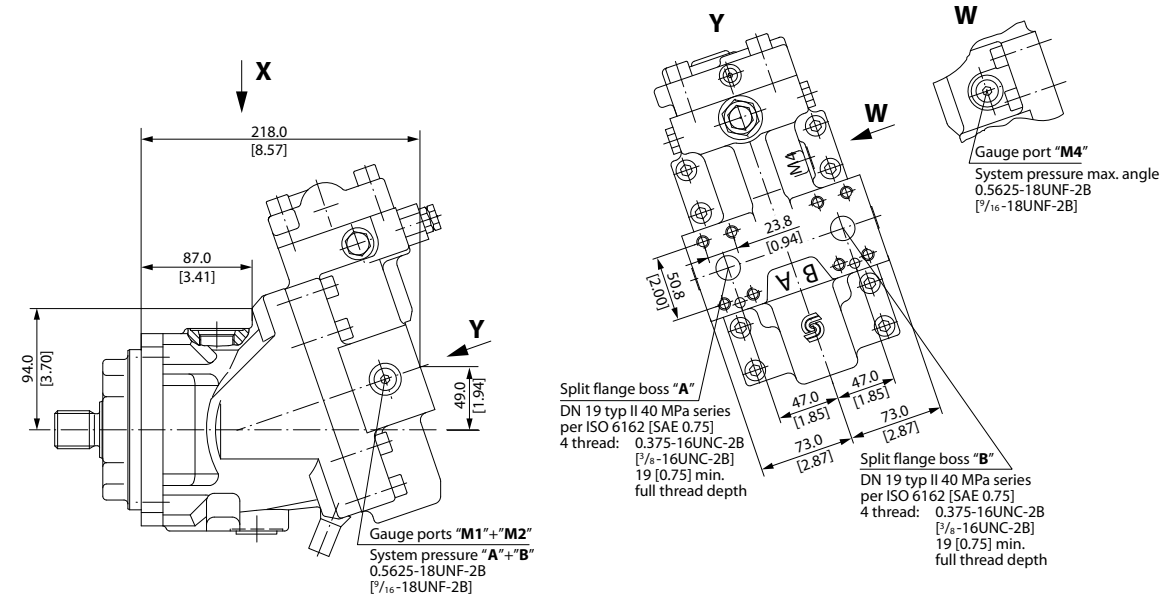 X
218.0
[8.57]
87.0
[3.41]
94.0
[3.70]
Y
49.0
[1.94]
Gauge ports "M1"+"M2"
System pressure "A"+"B"
0.5625-18UNF-2B
[9/16-18UNF-2B]
Y
W
M4
23.8
[0.94]
50.8
[2.00]
B A
47.0
[1.85]
47.0
[1.85]
73.0
[2.87]
73.0
[2.87]
Split flange boss "A"
DN 19 typ II 40 MPa series
per ISO 6162 [SAE 0.75]
4 thread: 0.375-16UNC-2B
[3/8-16UNC-2B]
19 [0.75] min.
full thread depth
Split flange boss "B"
DN 19 typ II 40 MPa series
per ISO 6162 [SAE 0.75]
4 thread: 0.375-16UNC-2B
[3/8-16UNC-2B]
19 [0.75] min.
full thread depth
W
Gauge port "M4"
System pressure max. angle
0.5625-18UNF-2B
[9/16-18UNF-2B]